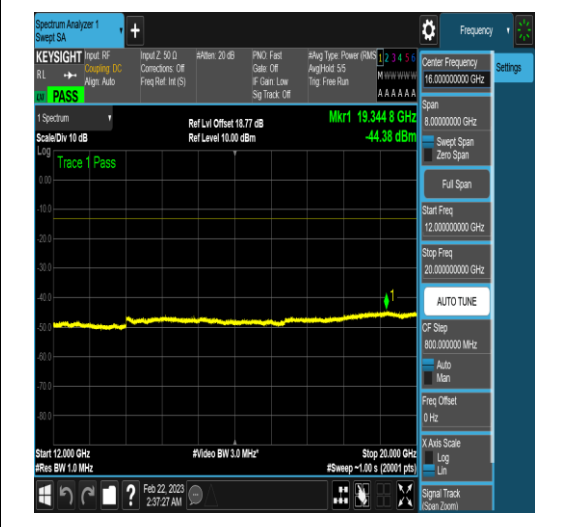 Spectrum Analyzer 1
Swept SA
+
Frequency
KEYSIGHT
RL
Input: RF
Coupling: DC
Align: Auto
Input Z: 50 Ω
Corrections: Off
Freq Ref: Int (S)
#Atten: 20 dB
PNO: Fast
Gate: Off
IF Gain: Low
Sig Track: Off
#Avg Type: Power (RMS
Avg|Hold: 5/5
Trig: Free Run
1 2 3 4 5 6
M W W W W W
A A A A A A
PASS
1 Spectrum
Scale/Div 10 dB
Ref Lvl Offset 18.77 dB
Ref Level 10.00 dBm
Mkr1 19.344 8 GHz
-44.38 dBm
Log
Trace 1 Pass
0.00
-10.0
-20.0
-30.0
-40.0
-50.0
-60.0
-70.0
-80.0
1
Start 12.000 GHz
#Res BW 1.0 MHz
#Video BW 3.0 MHz*
Stop 20.000 GHz
#Sweep ~1.00 s (20001 pts)
Feb 22, 2023
2:37:27 AM
?
Settings
Center Frequency
16.000000000 GHz
Span
8.00000000 GHz
Swept Span
Zero Span
Full Span
Start Freq
12.000000000 GHz
Stop Freq
20.000000000 GHz
AUTO TUNE
CF Step
800.000000 MHz
Auto
Man
Freq Offset
0 Hz
X Axis Scale
Log
Lin
Signal Track
(Span Zoom)